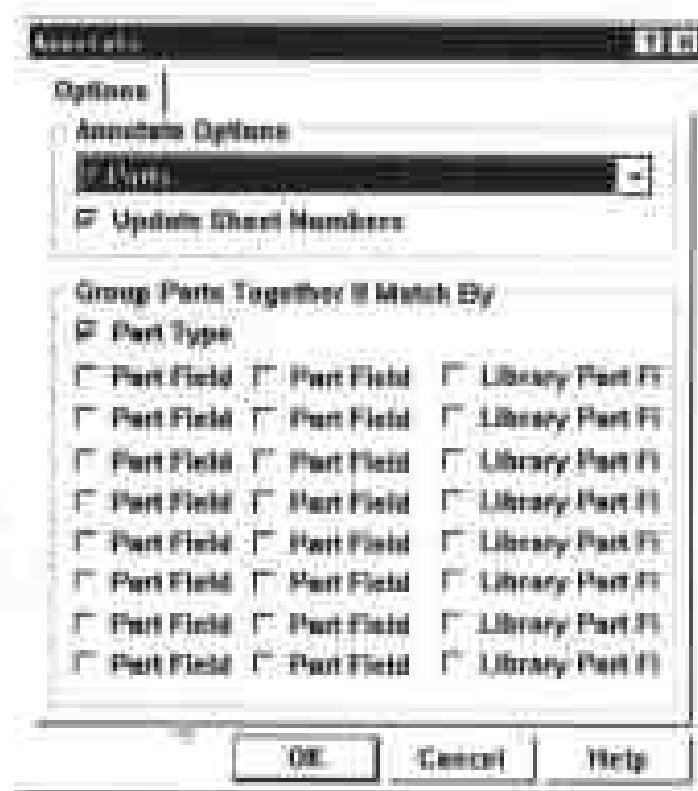 Annotate
Options
Annotate Options
? Parts
Update Sheet Numbers
Group Parts Together If Match By
Part Type
Part Field Part Field Library Part Fi
Part Field Part Field Library Part Fi
Part Field Part Field Library Part Fi
Part Field Part Field Library Part Fi
Part Field Part Field Library Part Fi
Part Field Part Field Library Part Fi
Part Field Part Field Library Part Fi
Part Field Part Field Library Part Fi
OK Cancel Help